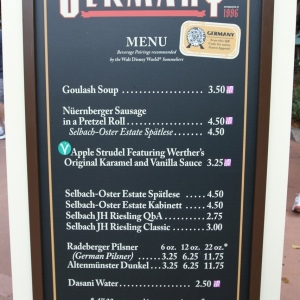 GERMANY
1996
MENU
GERMANY
Beverage Pairings recommended
by the Walt Disney World® Sommeliers
Goulash Soup 3.50
Nüernberger Sausage
in a Pretzel Roll 4.50
Selbach-Oster Estate Spätlese 4.50
V Apple Strudel Featuring Werther's
Original Karamel and Vanilla Sauce 3.25
Selbach-Oster Estate Spätlese 4.50
Selbach-Oster Estate Kabinett 4.50
Selbach JH Riesling QbA 2.75
Selbach JH Riesling Classic 3.00
Radeberger Pilsner 6 oz. 12 oz. 22 oz.*
(German Pilsner) 3.25 6.25 11.75
Altenmünster Dunkel 3.25 6.25 11.75
Dasani Water 2.50